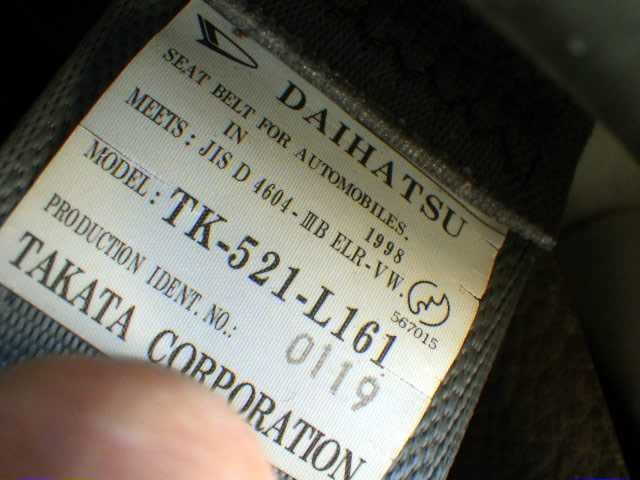 DAIHATSU
SEAT BELT FOR AUTOMOBILES.
IN 1998
MEETS: JIS D 4604-ⅢB ELR-VW.
567015
MODEL: TK-521-L161
PRODUCTION IDENT. NO.: 0119
TAKATA CORPORATION